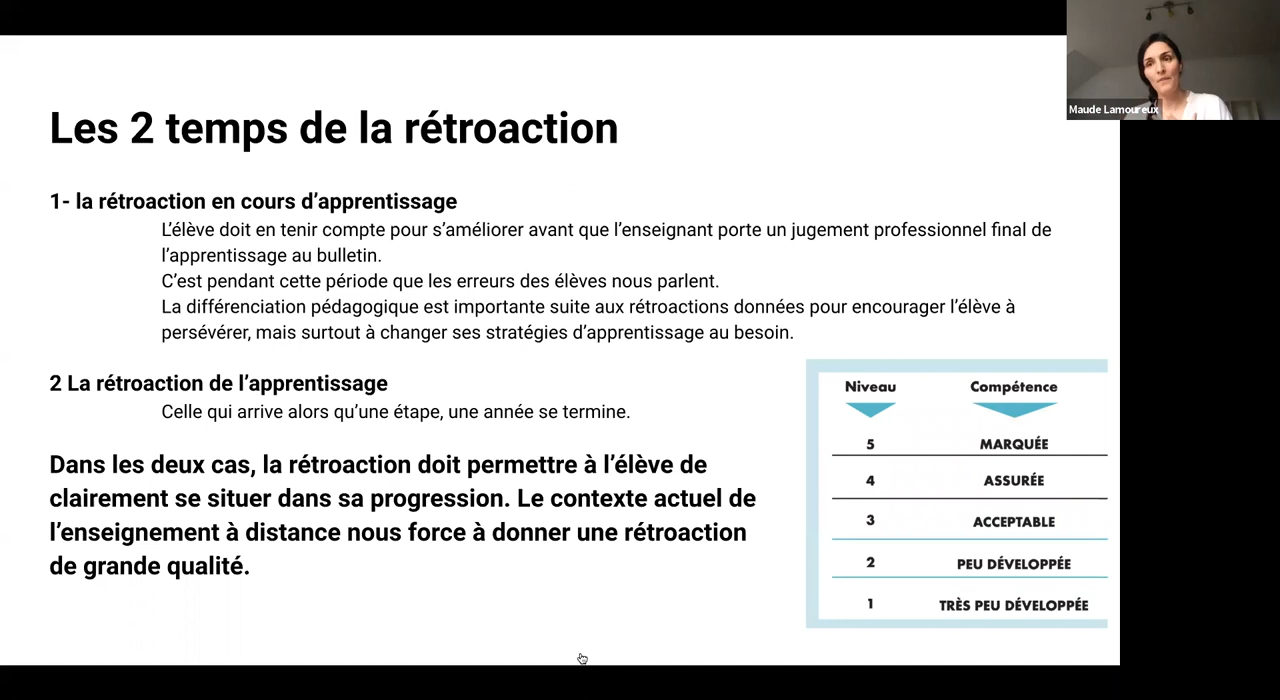 Maude Lamoureux
Les 2 temps de la rétroaction
1- la rétroaction en cours d’apprentissage
L’élève doit en tenir compte pour s’améliorer avant que l’enseignant porte un jugement professionnel final de
l’apprentissage au bulletin.
C’est pendant cette période que les erreurs des élèves nous parlent.
La différenciation pédagogique est importante suite aux rétroactions données pour encourager l’élève à
persévérer, mais surtout à changer ses stratégies d’apprentissage au besoin.
2 La rétroaction de l’apprentissage
Celle qui arrive alors qu’une étape, une année se termine.
Dans les deux cas, la rétroaction doit permettre à l’élève de
clairement se situer dans sa progression. Le contexte actuel de
l’enseignement à distance nous force à donner une rétroaction
de grande qualité.
Niveau Compétence
5 MARQUÉE
4 ASSURÉE
3 ACCEPTABLE
2 PEU DÉVELOPPÉE
1 TRÈS PEU DÉVELOPPÉE